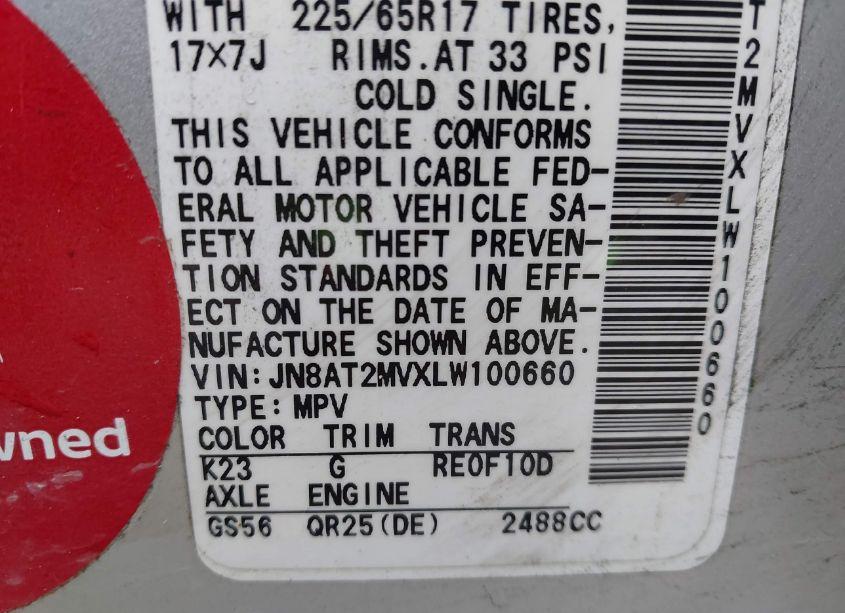 WITH 225/65R17 TIRES,
17×7J RIMS.AT 33 PSI
COLD SINGLE.
THIS VEHICLE CONFORMS
TO ALL APPLICABLE FED-
ERAL MOTOR VEHICLE SA-
FETY AND THEFT PREVEN-
TION STANDARDS IN EFF-
ECT ON THE DATE OF MA-
NUFACTURE SHOWN ABOVE.
VIN:JN8AT2MVXLW100660
TYPE:MPV
COLOR TRIM TRANS
K23 G RE0F10D
AXLE ENGINE
GS56 QR25(DE) 2488CC
T2MVXLW100660
wned